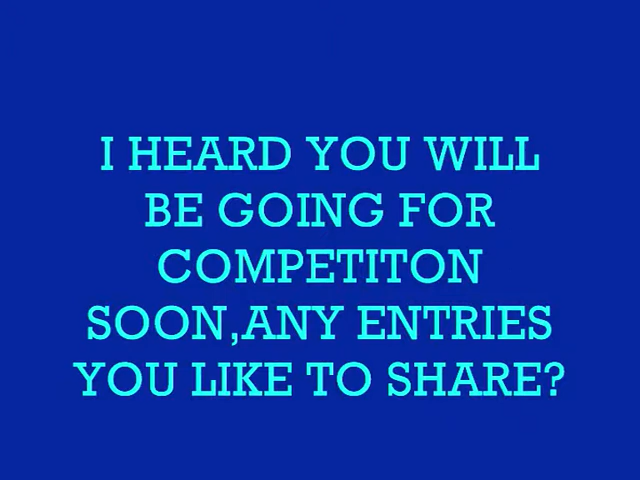 I HEARD YOU WILL
BE GOING FOR
COMPETITON
SOON,ANY ENTRIES
YOU LIKE TO SHARE?